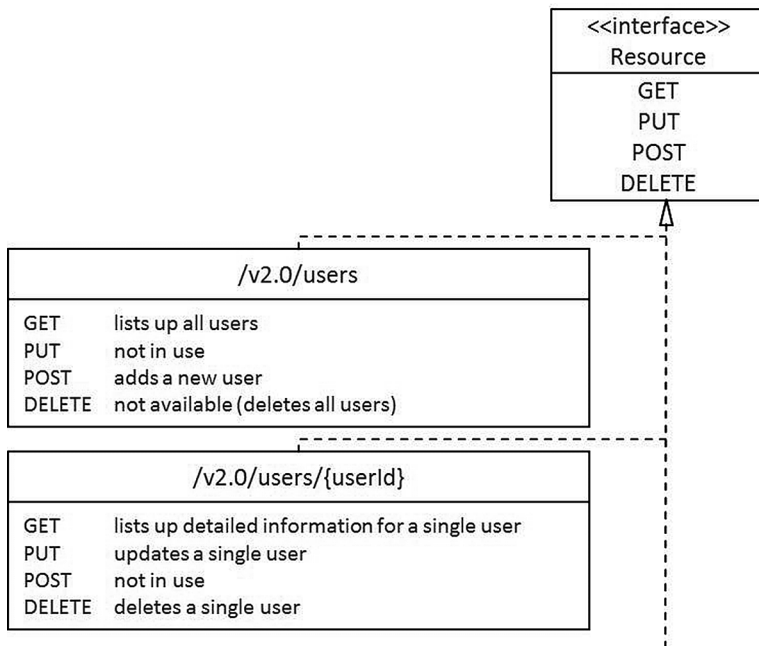 <<interface>>
Resource
GET
PUT
POST
DELETE
/v2.0/users
GET lists up all users
PUT not in use
POST adds a new user
DELETE not available (deletes all users)
/v2.0/users/{userId}
GET lists up detailed information for a single user
PUT updates a single user
POST not in use
DELETE deletes a single user